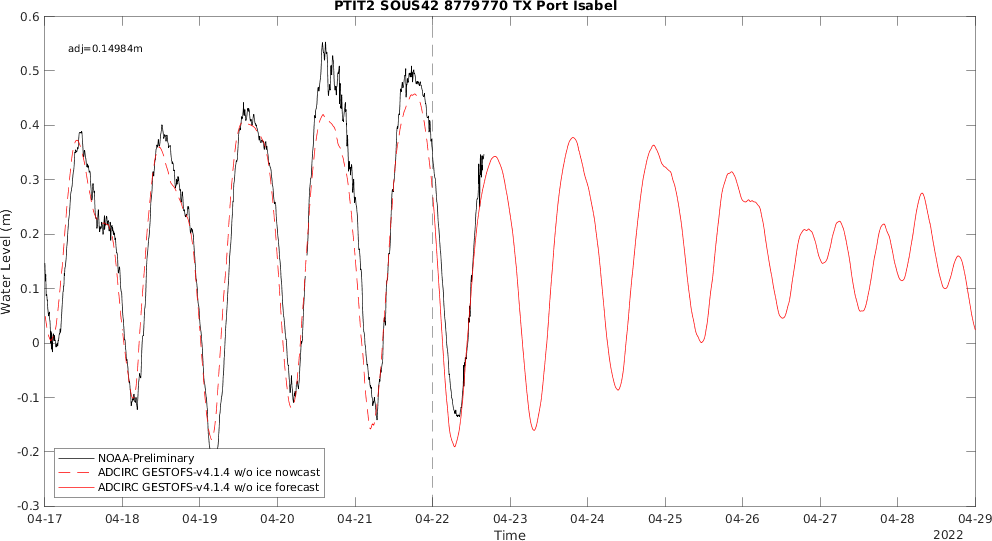 PTIT2 SOUS42 8779770 TX Port Isabel
adj=0.14984m
0.6
0.5
0.4
0.3
0.2
0.1
0
-0.1
-0.2
-0.3
Water Level (m)
NOAA-Preliminary
ADCIRC GESTOFS-v4.1.4 w/o ice nowcast
ADCIRC GESTOFS-v4.1.4 w/o ice forecast
04-17 04-18 04-19 04-20 04-21 04-22 04-23 04-24 04-25 04-26 04-27 04-28 04-29
Time
2022